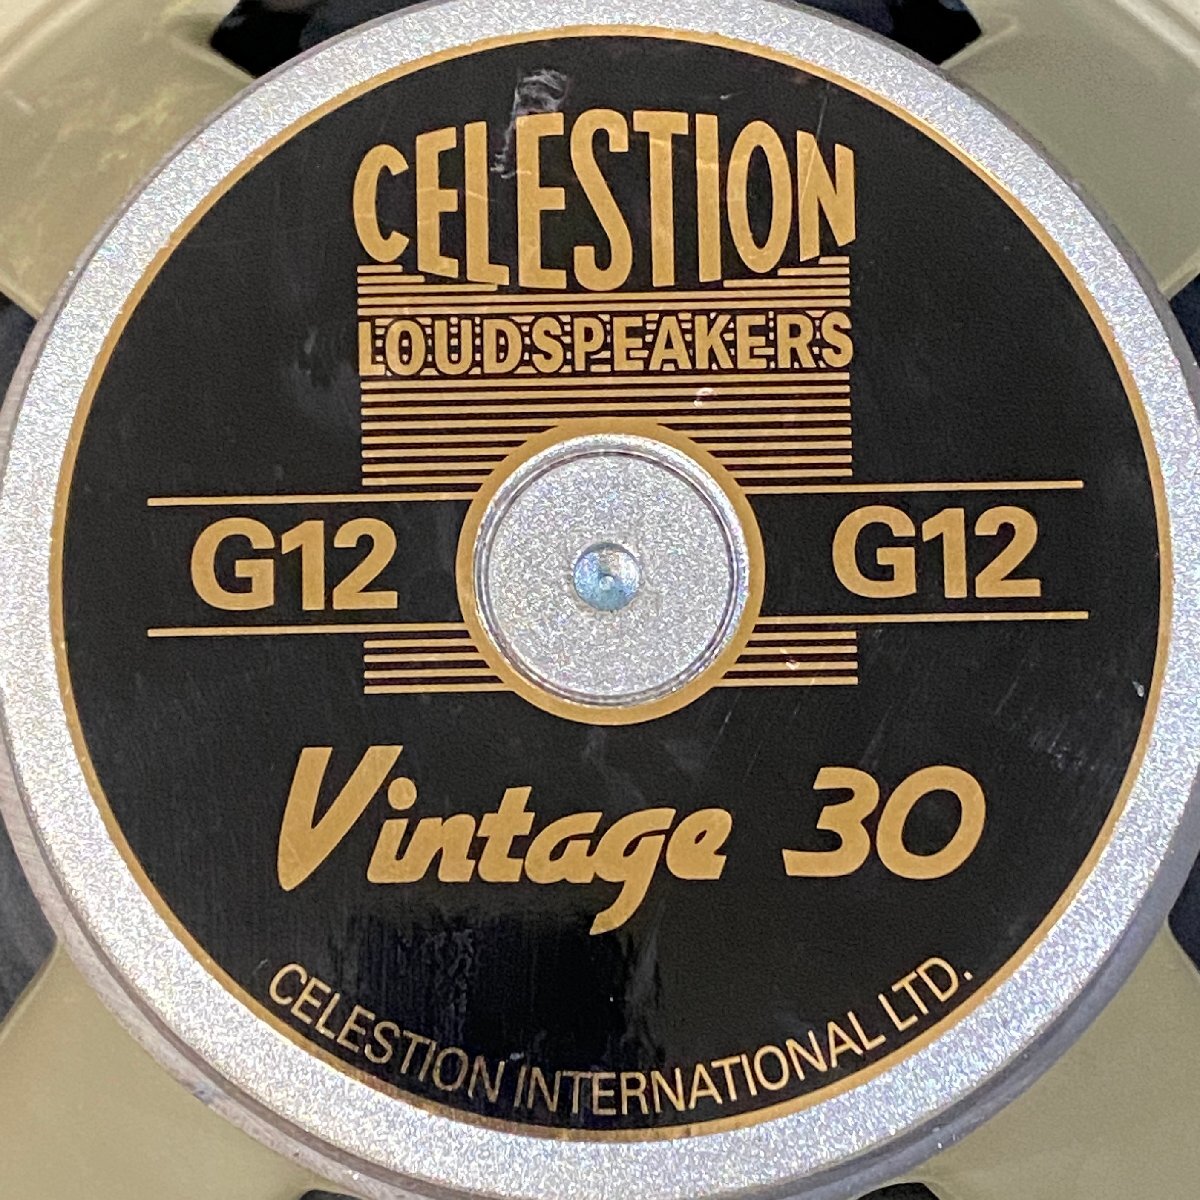 CELESTION
LOUDSPEAKERS
G12 G12
Vintage 30
CELESTION INTERNATIONAL LTD.